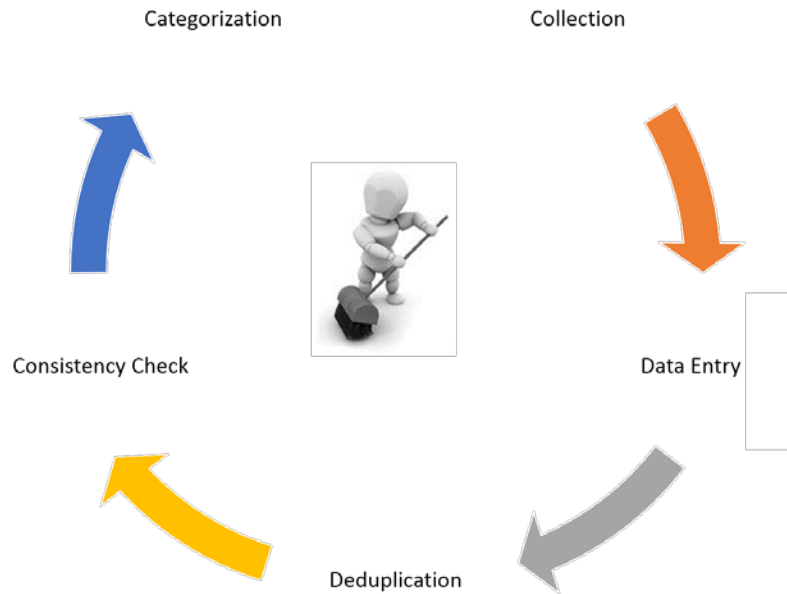 Categorization
Collection
Consistency Check
Data Entry
Deduplication